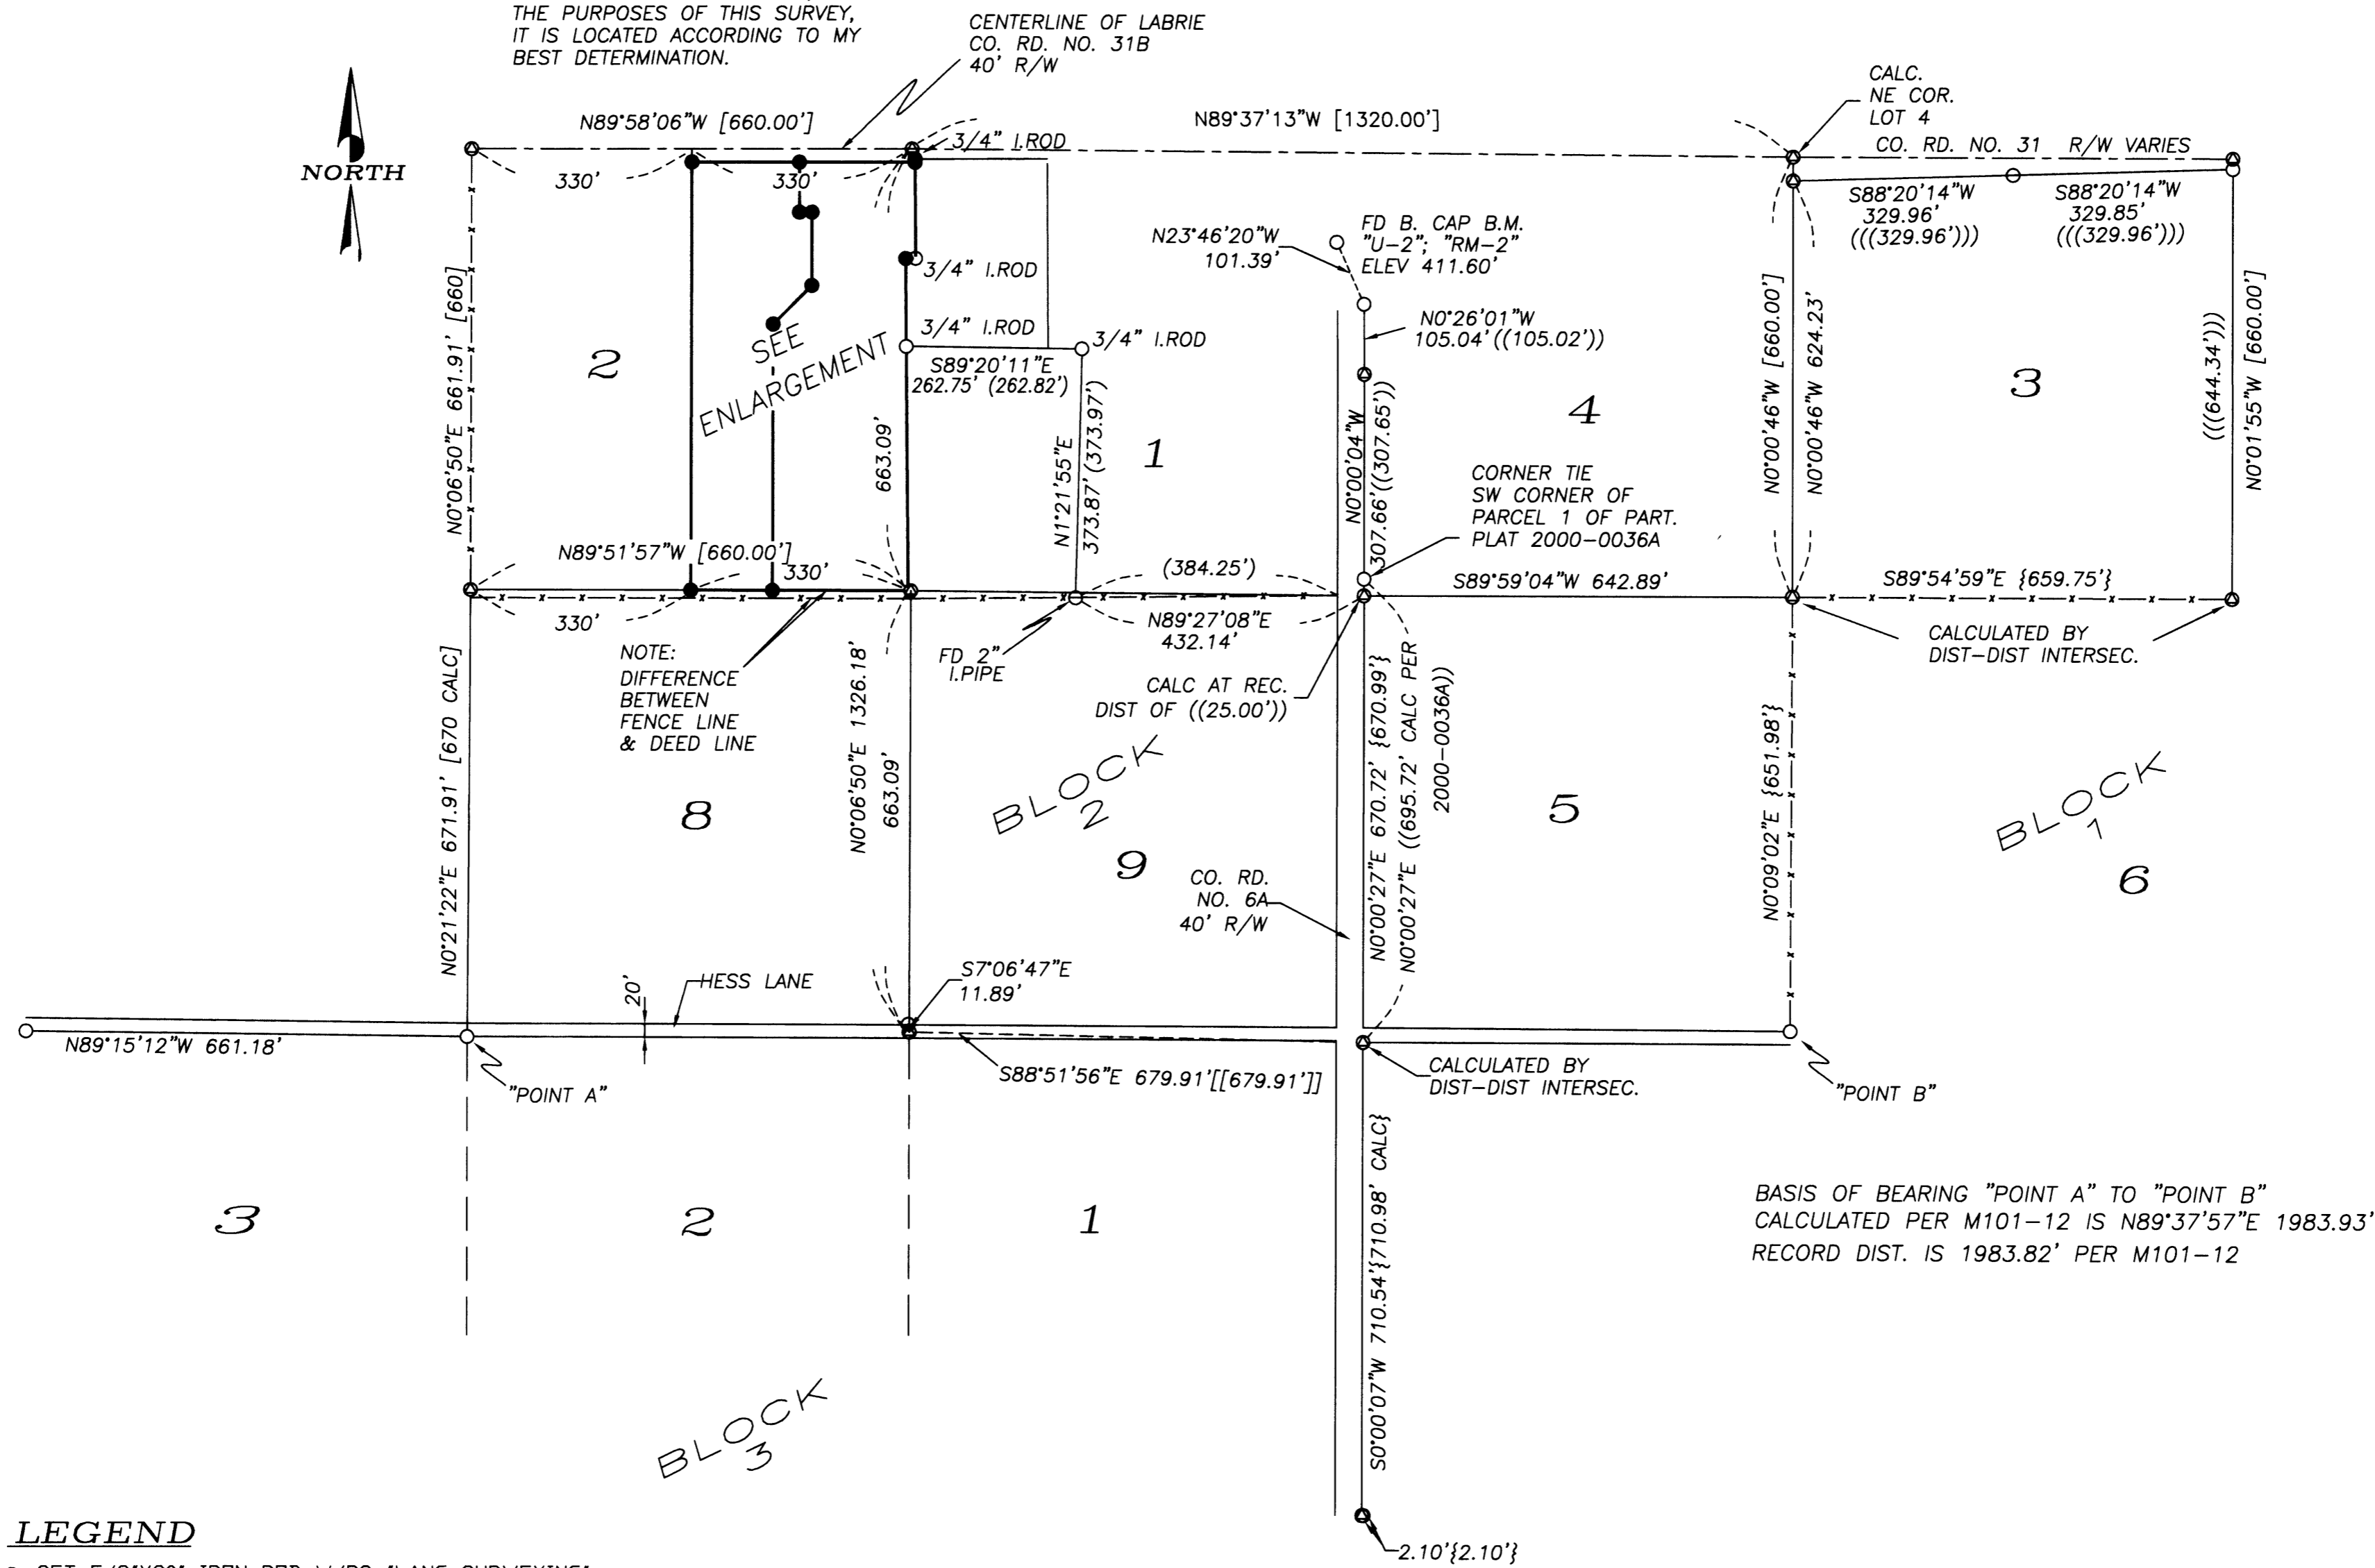 THE PURPOSES OF THIS SURVEY,
IT IS LOCATED ACCORDING TO MY
BEST DETERMINATION.
CENTERLINE OF LABRIE
CO. RD. NO. 31B
40' R/W
NORTH
N89°58'06"W [660.00']
3/4" I.ROD
N89°37'13"W [1320.00']
CALC.
NE COR.
LOT 4
CO. RD. NO. 31 R/W VARIES
330'
330'
S88°20'14"W
329.96'
(((329.96')))
S88°20'14"W
329.85'
(((329.96')))
N23°46'20"W
101.39'
FD B. CAP B.M.
"U-2"; "RM-2"
ELEV 411.60'
3/4" I.ROD
3/4" I.ROD
3/4" I.ROD
N0°26'01"W
105.04'((105.02'))
SEE
ENLARGEMENT
S89°20'11"E
262.75' (262.82')
N0°06'50"E 661.91' [660]
2
663.09'
N1°21'55"E
373.87'(373.97')
1
N0°00'04"W
307.66'((307.65'))
4
N0°00'46"W [660.00']
N0°00'46"W 624.23'
3
(((644.34')))
N0°01'55"W [660.00']
CORNER TIE
SW CORNER OF
PARCEL 1 OF PART.
PLAT 2000-0036A
N89°51'57"W [660.00']
330'
(384.25')
S89°59'04"W 642.89'
S89°54'59"E {659.75'}
330'
N89°27'08"E
432.14'
NOTE:
DIFFERENCE
BETWEEN
FENCE LINE
& DEED LINE
FD 2"
I.PIPE
CALC AT REC.
DIST OF ((25.00'))
CALCULATED BY
DIST-DIST INTERSEC.
N0°21'22"E 671.91' [670 CALC]
8
N0°06'50"E 1326.18'
663.09'
BLOCK
2
9
CO. RD.
NO. 6A
40' R/W
N0°00'27"E 670.72' {670.99'}
N0°00'27"E ((695.72' CALC PER
2000-0036A))
5
N0°09'02"E {651.98'}
BLOCK
1
6
20'
HESS LANE
S7°06'47"E
11.89'
N89°15'12"W 661.18'
"POINT A"
S88°51'56"E 679.91'[[679.91']]
CALCULATED BY
DIST-DIST INTERSEC.
"POINT B"
3
2
1
S0°00'07"W 710.54'{710.98' CALC}
BASIS OF BEARING "POINT A" TO "POINT B"
CALCULATED PER M101-12 IS N89°37'57"E 1983.93'
RECORD DIST. IS 1983.82' PER M101-12
BLOCK
3
LEGEND
2.10'{2.10'}